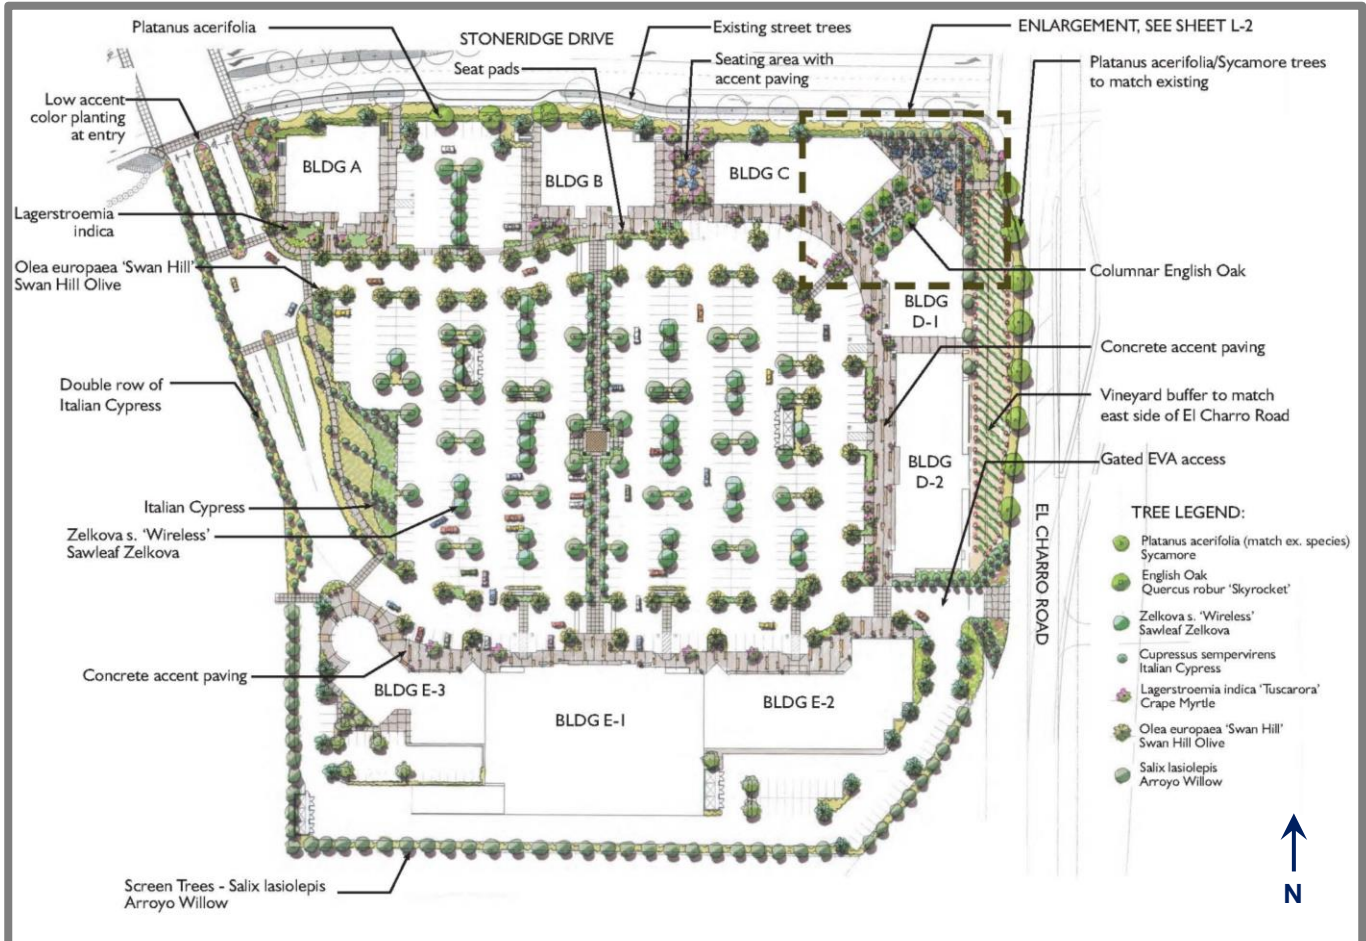 Platanus acerifolia
STONERIDGE DRIVE
Existing street trees
ENLARGEMENT, SEE SHEET L-2
Seat pads
Seating area with
accent paving
Platanus acerifolia/Sycamore trees
to match existing
Low accent
color planting
at entry
BLDG A
BLDG B
BLDG C
Lagerstroemia
indica
Olea europaea 'Swan Hill'
Swan Hill Olive
Columnar English Oak
BLDG
D-1
Concrete accent paving
Double row of
Italian Cypress
Vineyard buffer to match
east side of El Charro Road
BLDG
D-2
Gated EVA access
Italian Cypress
Zelkova s. 'Wireless'
Sawleaf Zelkova
EL CHARRO ROAD
TREE LEGEND:
Platanus acerifolia (match ex. species)
Sycamore
English Oak
Quercus robur 'Skyrocket'
Zelkova s. 'Wireless'
Sawleaf Zelkova
Cupressus sempervirens
Italian Cypress
Lagerstroemia indica 'Tuscarora'
Crape Myrtle
Olea europaea 'Swan Hill'
Swan Hill Olive
Salix lasiolepis
Arroyo Willow
Concrete accent paving
BLDG E-3
BLDG E-1
BLDG E-2
Screen Trees - Salix lasiolepis
Arroyo Willow
N